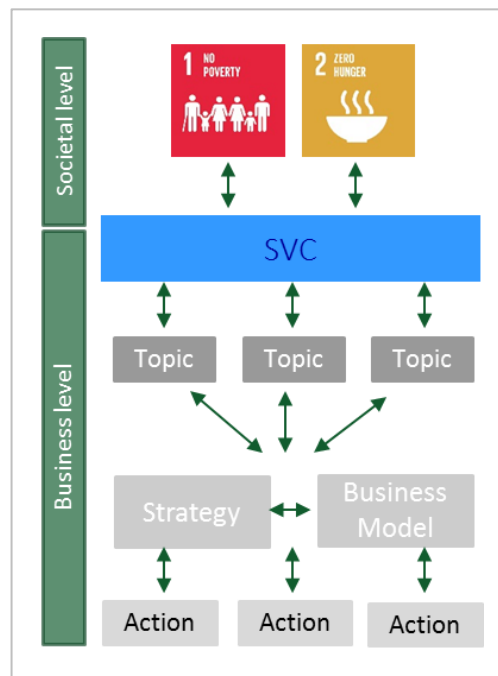 Societal level
1 NO
POVERTY
2 ZERO
HUNGER
SVC
Business level
Topic
Topic
Topic
Strategy
Business
Model
Action
Action
Action